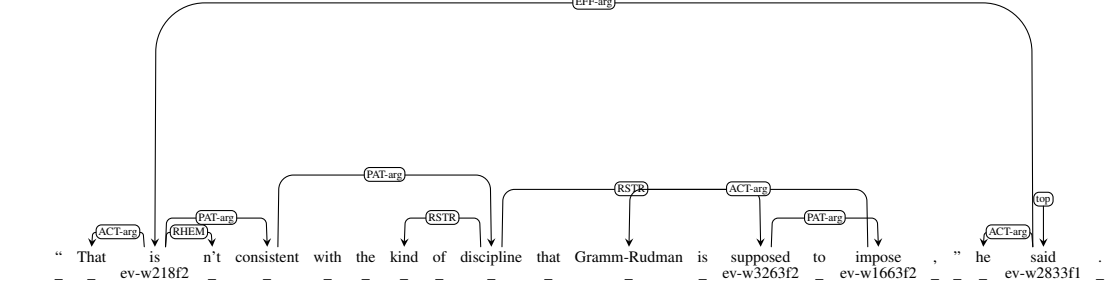 EFF-arg
PAT-arg
RSTR ACT-arg
top
PAT-arg RSTR PAT-arg
ACT-arg RHEM ACT-arg
“ That is n't consistent with the kind of discipline that Gramm-Rudman is supposed to impose , ” he said .
_ _ ev-w218f2 _ _ _ _ _ _ _ _ _ _ ev-w3263f2 _ ev-w1663f2 _ _ _ ev-w2833f1 _